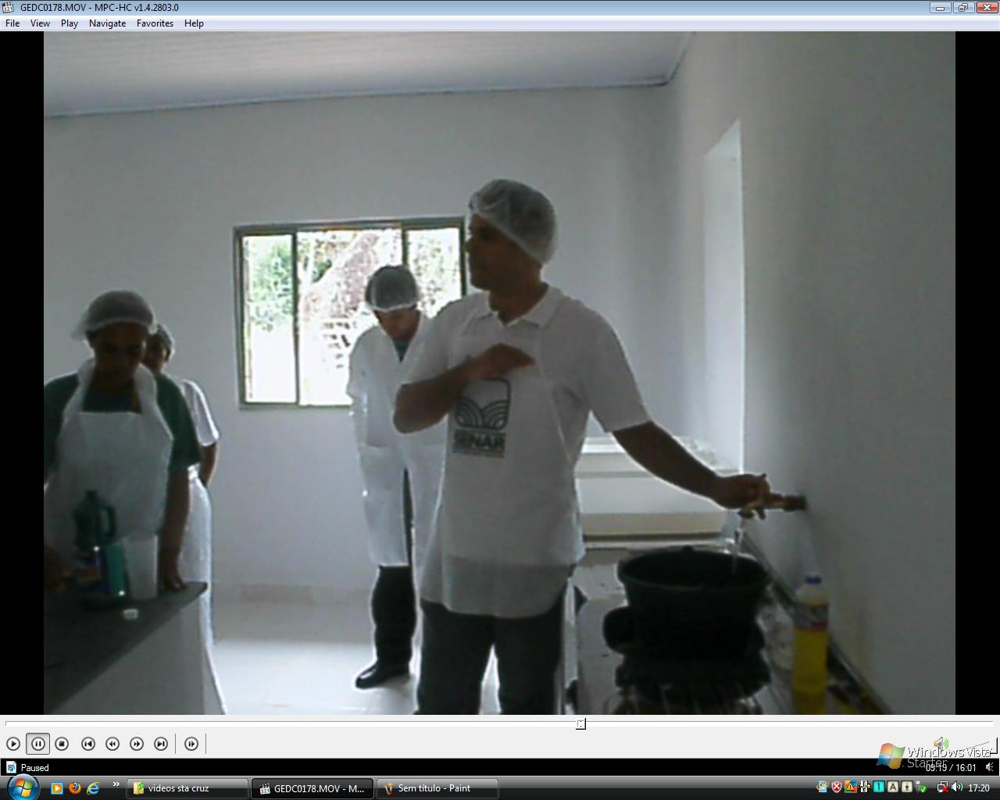 GEDC0178.MOV - MPC-HC v1.4.2803.0
File View Play Navigate Favorites Help
SENAR
Paused
Windows Vista
Starter
09:19 / 16:01
videos sta cruz
GEDC0178.MOV - M...
Sem título - Paint
17:20